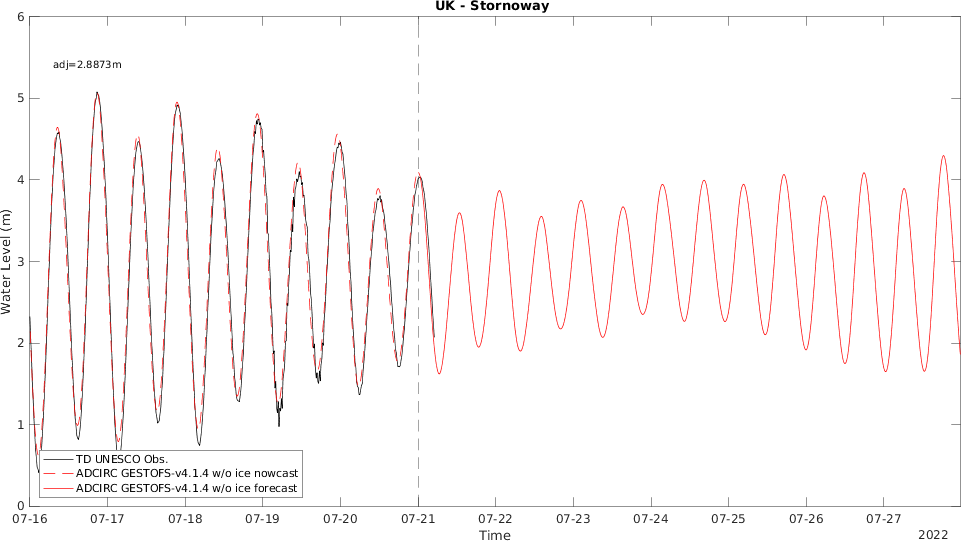 UK - Stornoway
adj=2.8873m
Water Level (m)
6
5
4
3
2
1
0
TD UNESCO Obs.
ADCIRC GESTOFS-v4.1.4 w/o ice nowcast
ADCIRC GESTOFS-v4.1.4 w/o ice forecast
07-16 07-17 07-18 07-19 07-20 07-21 07-22 07-23 07-24 07-25 07-26 07-27
Time
2022